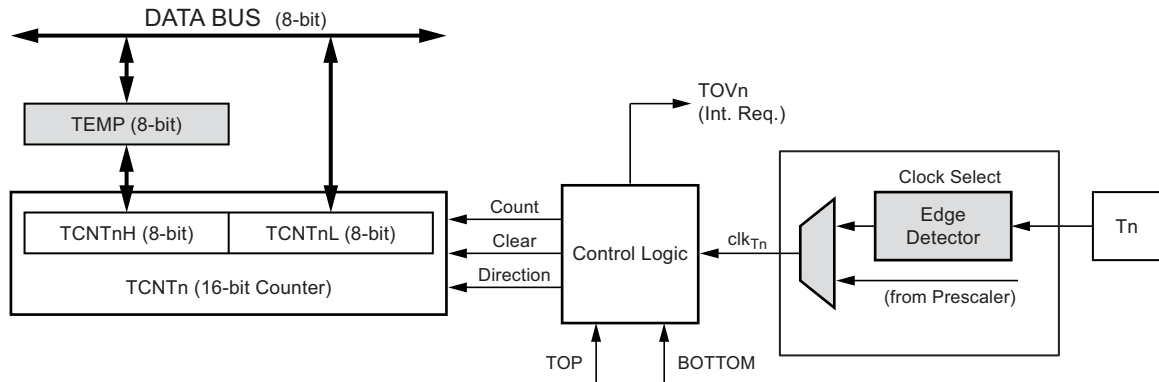 DATA BUS (8-bit)
TOVn
(Int. Req.)
TEMP (8-bit)
Clock Select
Count
Edge
Detector
Tn
TCNTnH (8-bit)
TCNTnL (8-bit)
Clear
Control Logic
clkTn
Direction
TCNTn (16-bit Counter)
(from Prescaler)
TOP
BOTTOM